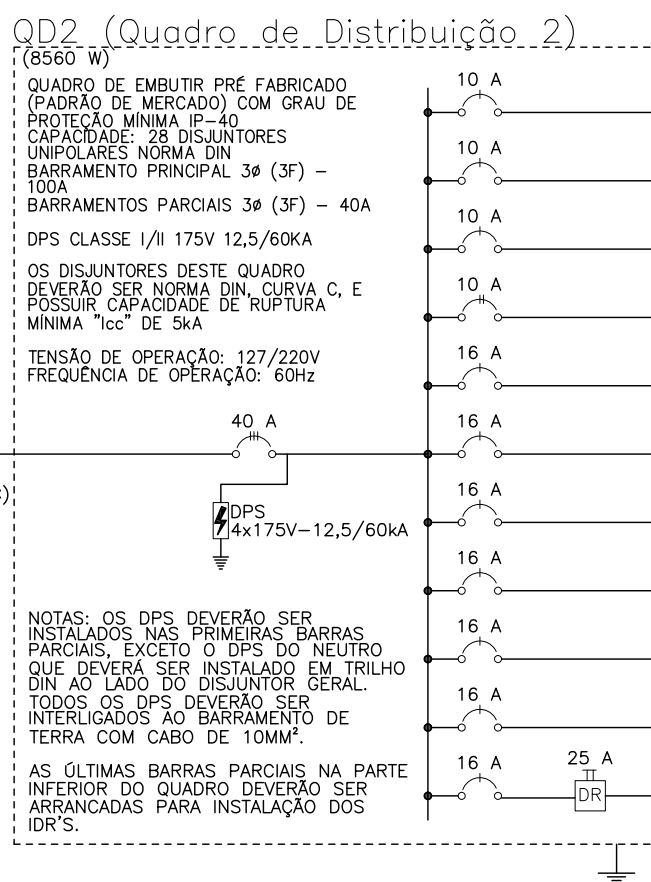 QD2 (Quadro de Distribuição 2)
(8560 W)
QUADRO DE EMBUTIR PRÉ FABRICADO
(PADRÃO DE MERCADO) COM GRAU DE
PROTEÇÃO MÍNIMA IP-40
CAPACIDADE: 28 DISJUNTORES
UNIPOLARES NORMA DIN
BARRAMENTO PRINCIPAL 3ø (3F) -
100A
BARRAMENTOS PARCIAIS 3ø (3F) - 40A
DPS CLASSE I/II 175V 12,5/60KA
OS DISJUNTORES DESTE QUADRO
DEVERÃO SER NORMA DIN, CURVA C, E
POSSUIR CAPACIDADE DE RUPTURA
MÍNIMA "Icc" DE 5kA
TENSÃO DE OPERAÇÃO: 127/220V
FREQUÊNCIA DE OPERAÇÃO: 60Hz
40 A
DPS
4x175V-12,5/60kA
NOTAS: OS DPS DEVERÃO SER
INSTALADOS NAS PRIMEIRAS BARRAS
PARCIAIS, EXCETO O DPS DO NEUTRO
QUE DEVERÁ SER INSTALADO EM TRILHO
DIN AO LADO DO DISJUNTOR GERAL.
TODOS OS DPS DEVERÃO SER
INTERLIGADOS AO BARRAMENTO DE
TERRA COM CABO DE 10MM².
AS ÚLTIMAS BARRAS PARCIAIS NA PARTE
INFERIOR DO QUADRO DEVERÃO SER
ARRANCADAS PARA INSTALAÇÃO DOS
IDR'S.
10 A
10 A
10 A
10 A
16 A
16 A
16 A
16 A
16 A
16 A
16 A
25 A
DR